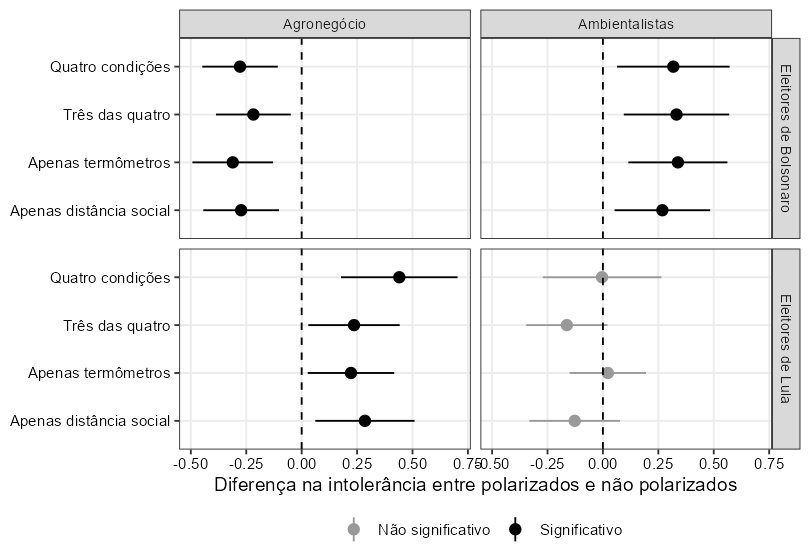 Agronegócio
Ambientalistas
Quatro condições
Três das quatro
Apenas termômetros
Apenas distância social
Eleitores de Bolsonaro
Quatro condições
Três das quatro
Apenas termômetros
Apenas distância social
Eleitores de Lula
-0.50 -0.25 0.00 0.25 0.50 0.75
-0.50 -0.25 0.00 0.25 0.50 0.75
Diferença na intolerância entre polarizados e não polarizados
Não significativo Significativo